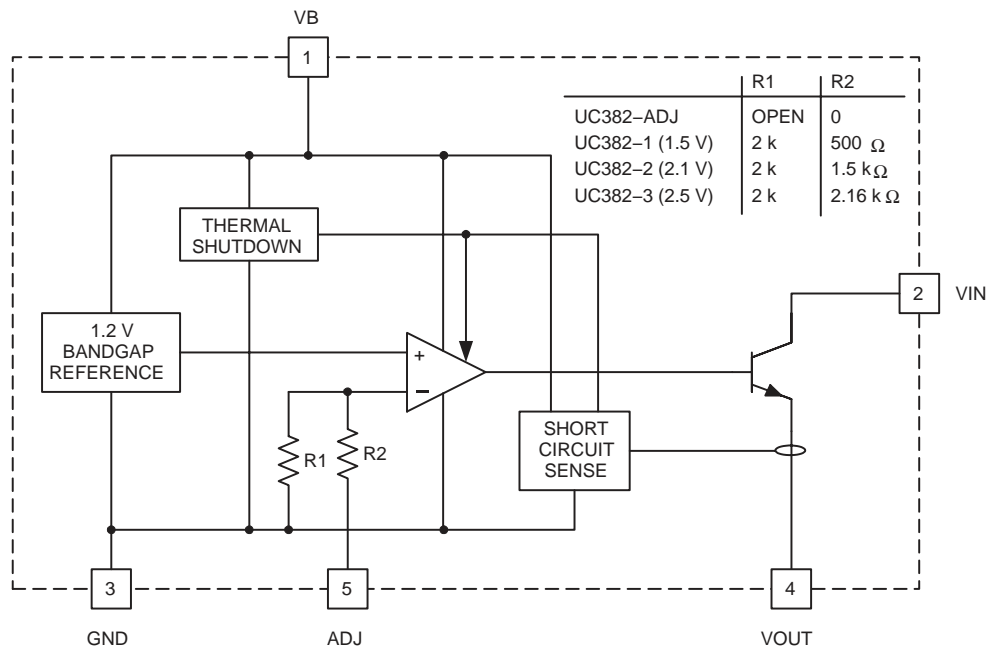 VB
1
R1 R2
UC382–ADJ OPEN 0
UC382–1 (1.5 V) 2 k 500 Ω
UC382–2 (2.1 V) 2 k 1.5 kΩ
UC382–3 (2.5 V) 2 k 2.16 kΩ
THERMAL
SHUTDOWN
2 VIN
1.2 V
BANDGAP
REFERENCE
+
–
R1 R2
SHORT
CIRCUIT
SENSE
3 5 4
GND ADJ VOUT